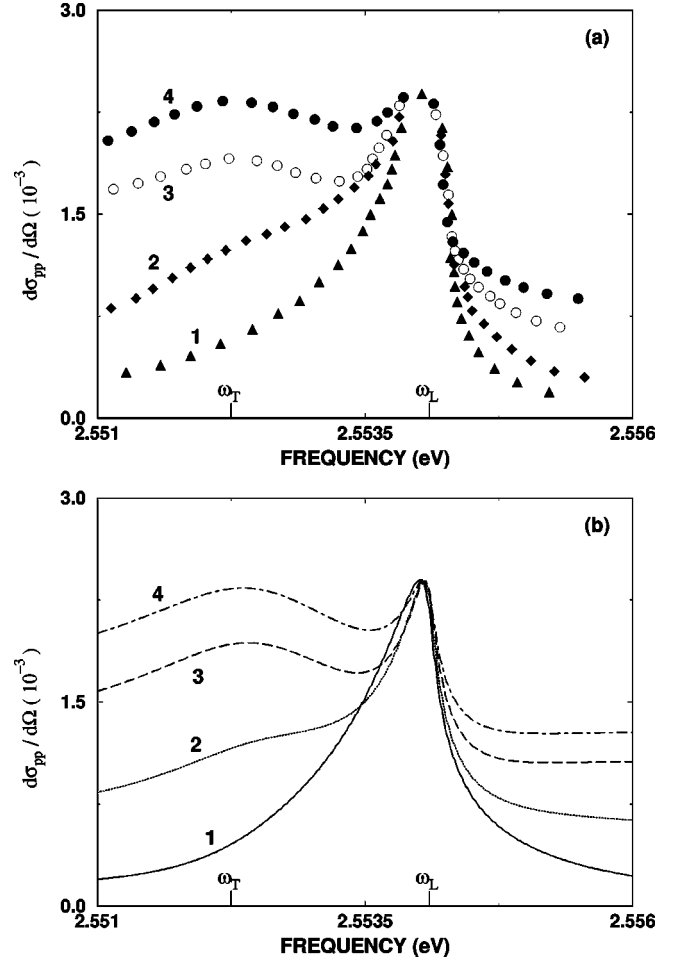 3.0
(a)
4
3
1.5
2
1
dσpp / dΩ ( 10⁻³ )
ωT
ωL
0.0
2.551
2.5535
2.556
FREQUENCY (eV)
3.0
(b)
4
3
1.5
2
1
dσpp / dΩ ( 10⁻³ )
ωT
ωL
0.0
2.551
2.5535
2.556
FREQUENCY (eV)